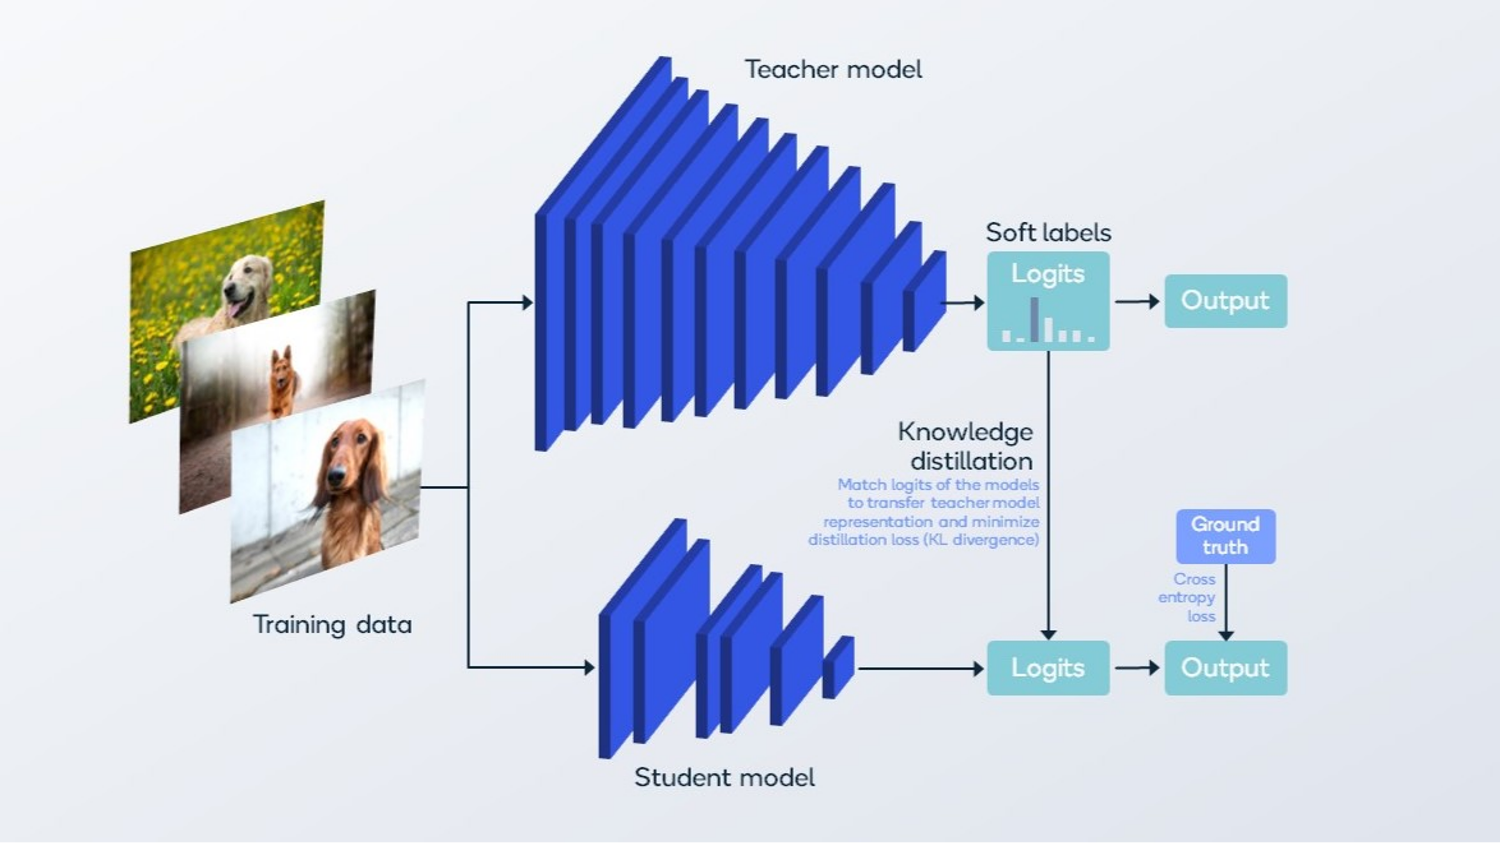 Teacher model
Soft labels
Logits
Output
Knowledge
distillation
Match logits of the models
to transfer teacher model
representation and minimize
distillation loss (KL divergence)
Ground
truth
Cross
entropy
loss
Training data
Logits
Output
Student model